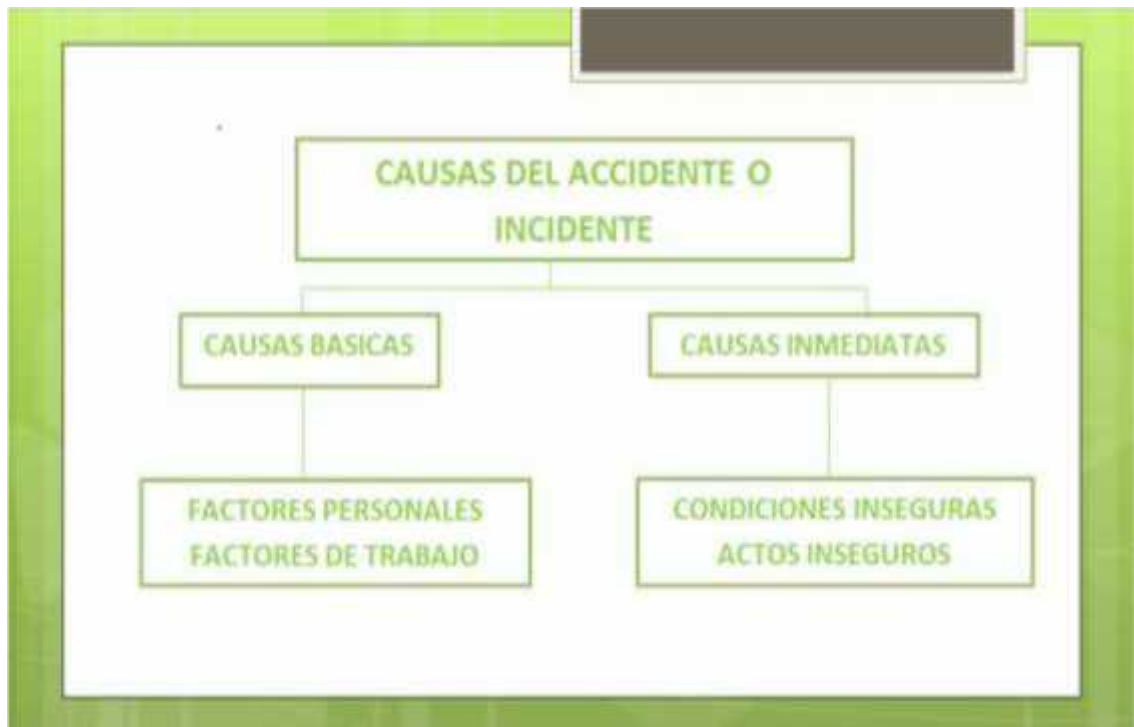 CAUSAS DEL ACCIDENTE O
INCIDENTE
CAUSAS BASICAS
CAUSAS INMEDIATAS
FACTORES PERSONALES
FACTORES DE TRABAJO
CONDICIONES INSEGURAS
ACTOS INSEGUROS